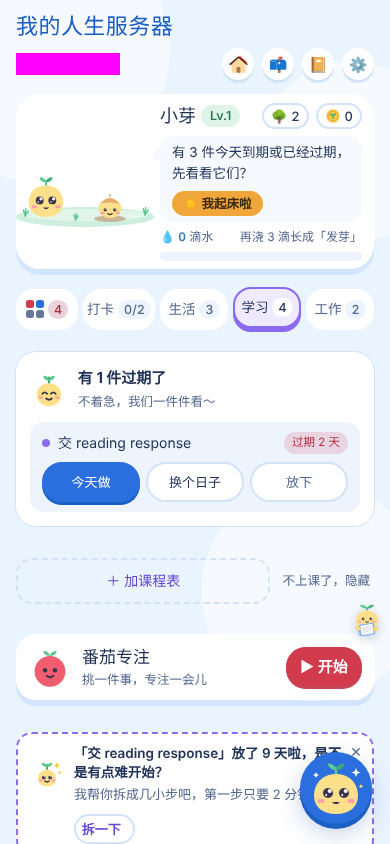 我的人生服务器
小芽 Lv.1 2 0
有 3 件今天到期或已经过期，
先看看它们？
我起床啦
0 滴水 再浇 3 滴长成「发芽」
4 打卡 0/2 生活 3 学习 4 工作 2
有 1 件过期了
不着急，我们一件件看～
交 reading response 过期 2 天
今天做 换个日子 放下
＋ 加课程表 不上课了，隐藏
番茄专注
挑一件事，专注一会儿
▶ 开始
「交 reading response」放了 9 天啦，是不
是有点难开始？
我帮你拆成几小步吧，第一步只要 2 分
拆一下